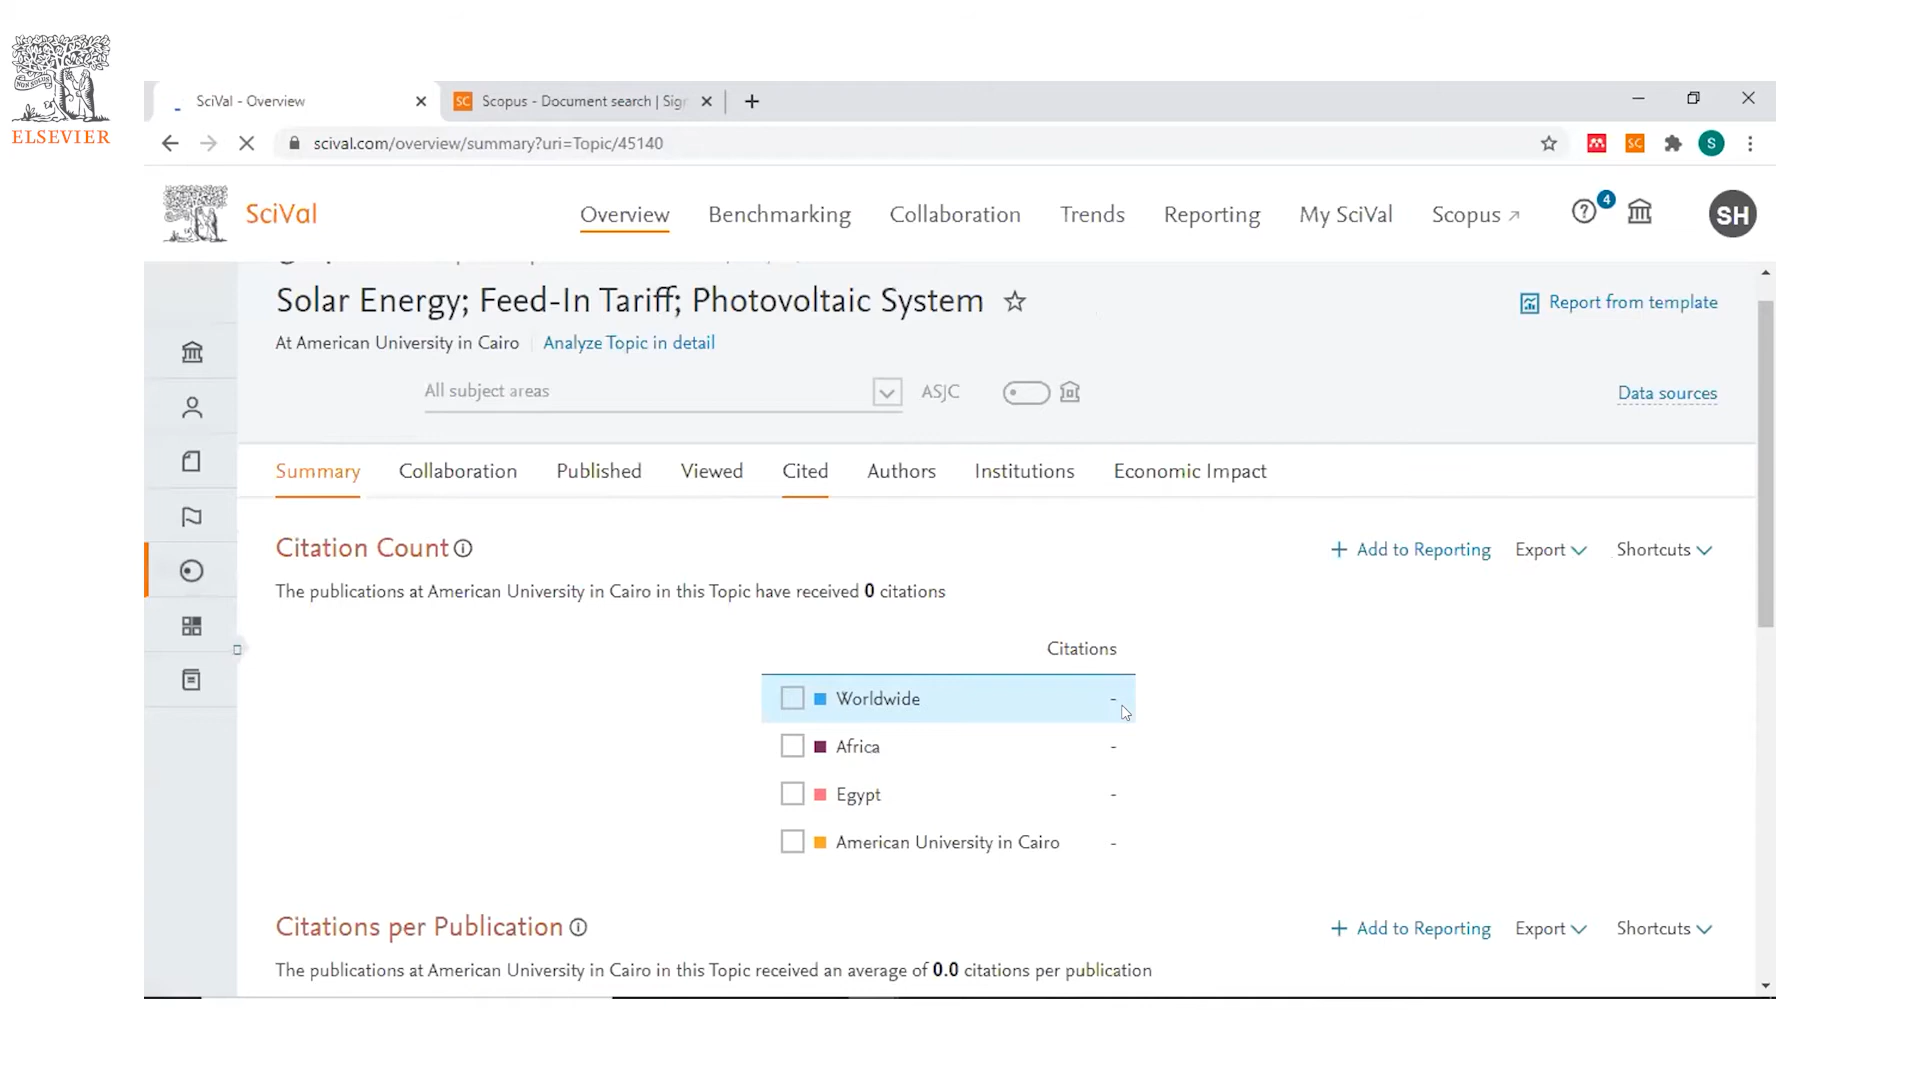 ELSEVIER
SciVal - Overview
SC Scopus - Document search | Sig
scival.com/overview/summary?uri=Topic/45140
SC
S
SciVal
Overview Benchmarking Collaboration Trends Reporting My SciVal Scopus
4
SH
Solar Energy; Feed-In Tariff; Photovoltaic System
Report from template
At American University in Cairo Analyze Topic in detail
All subject areas
ASJC
Data sources
Summary Collaboration Published Viewed Cited Authors Institutions Economic Impact
Citation Count
+ Add to Reporting Export Shortcuts
The publications at American University in Cairo in this Topic have received 0 citations
Citations
Worldwide -
Africa -
Egypt -
American University in Cairo -
Citations per Publication
+ Add to Reporting Export Shortcuts
The publications at American University in Cairo in this Topic received an average of 0.0 citations per publication